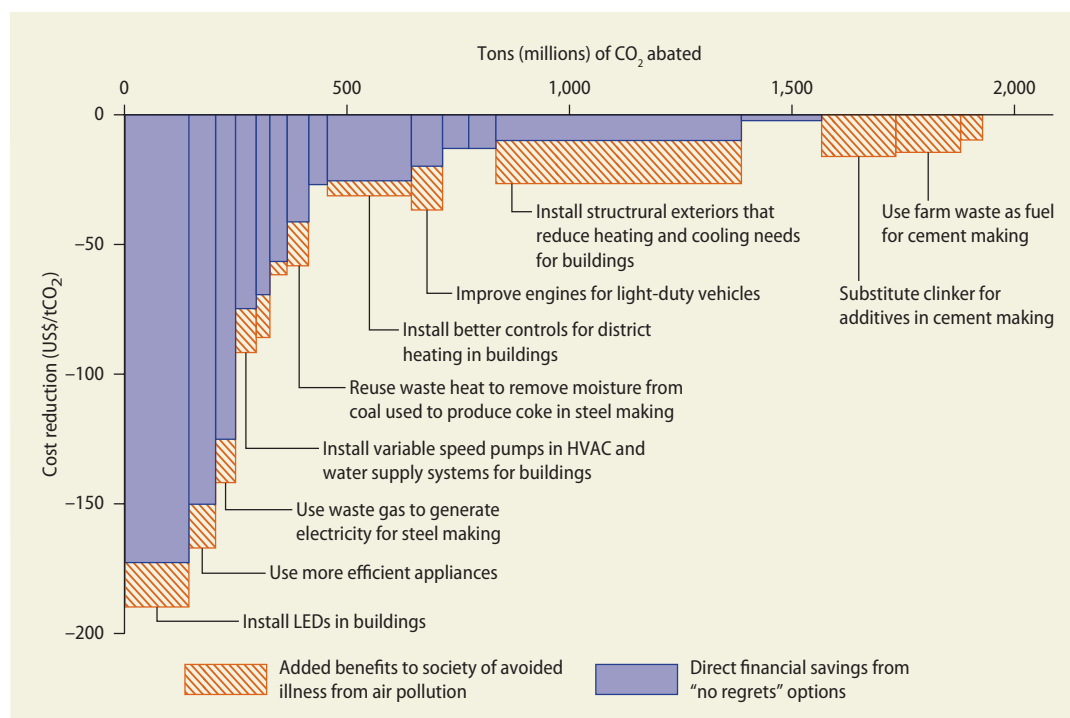 Tons (millions) of CO2 abated
0 500 1,000 1,500 2,000
Cost reduction (US$/tCO2)
0
–50
–100
–150
–200
Install structrural exteriors that
reduce heating and cooling needs
for buildings
Use farm waste as fuel
for cement making
Improve engines for light-duty vehicles
Substitute clinker for
additives in cement making
Install better controls for district
heating in buildings
Reuse waste heat to remove moisture from
coal used to produce coke in steel making
Install variable speed pumps in HVAC and
water supply systems for buildings
Use waste gas to generate
electricity for steel making
Use more efficient appliances
Install LEDs in buildings
Added benefits to society of avoided
illness from air pollution
Direct financial savings from
“no regrets” options